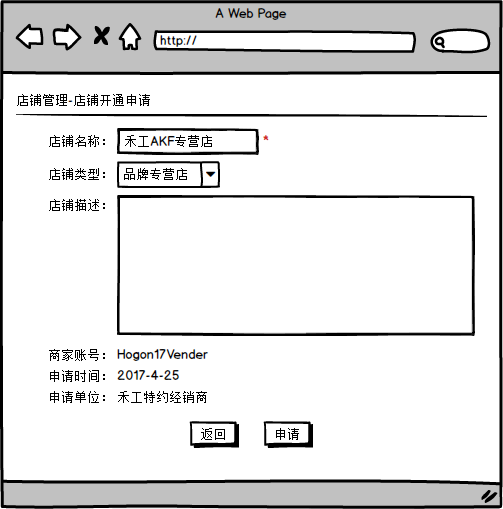 A Web Page
http://
店铺管理-店铺开通申请
店铺名称： 禾工AKF专营店 *
店铺类型： 品牌专营店
店铺描述：
商家账号： Hogon17Vender
申请时间： 2017-4-25
申请单位： 禾工特约经销商
返回 申请